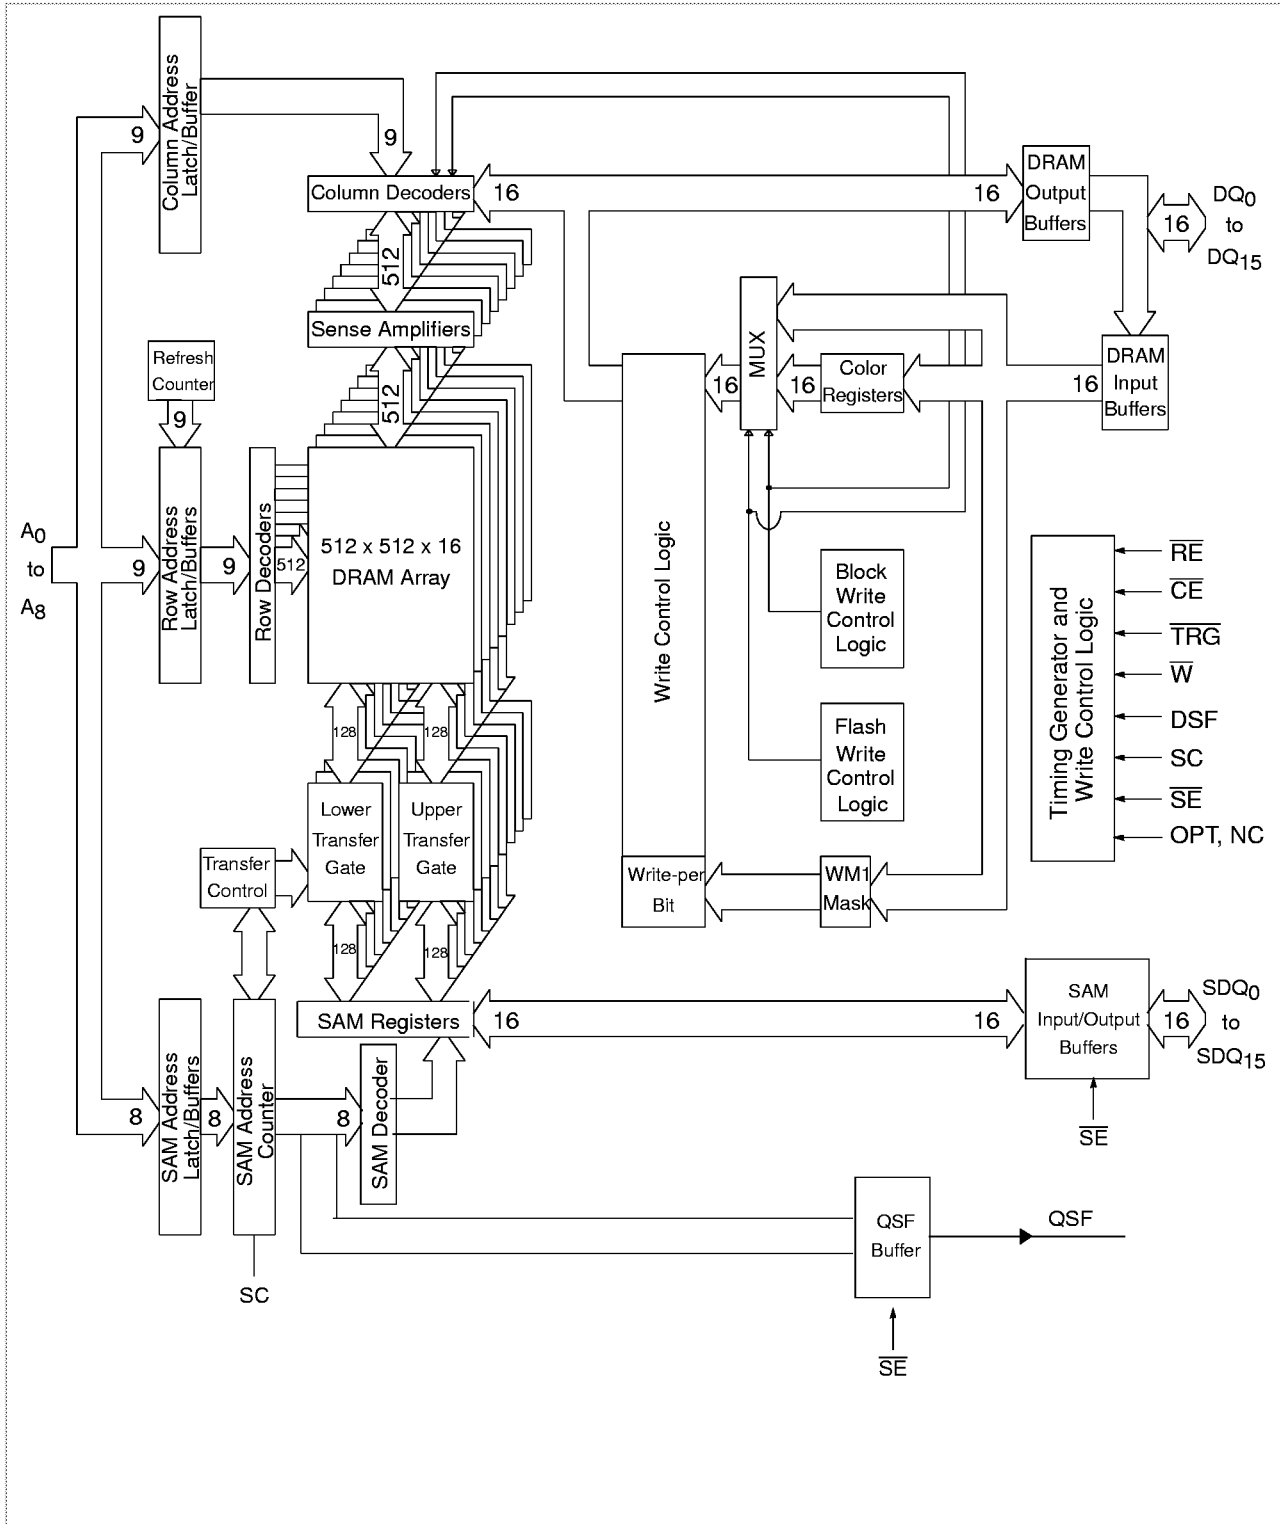 Column Address
Latch/Buffer
9
9
Column Decoders
16
16
DRAM
Output
Buffers
DQ0
to
DQ15
16
512
Sense Amplifiers
512
MUX
16
16
Color
Registers
16
DRAM
Input
Buffers
Refresh
Counter
9
A0
to
A8
9
Row Address
Latch/Buffers
9
Row Decoders
512
512 x 512 x 16
DRAM Array
Write Control Logic
Block
Write
Control
Logic
Flash
Write
Control
Logic
Timing Generator and
Write Control Logic
RE
CE
TRG
W
DSF
SC
SE
OPT, NC
128
128
Lower
Transfer
Gate
Upper
Transfer
Gate
Transfer
Control
Write-per
Bit
WM1
Mask
128
128
SAM Registers
16
16
SAM
Input/Output
Buffers
16
SDQ0
to
SDQ15
SE
8
SAM Address
Latch/Buffers
8
SAM Address
Counter
8
SAM Decoder
SC
QSF
Buffer
QSF
SE